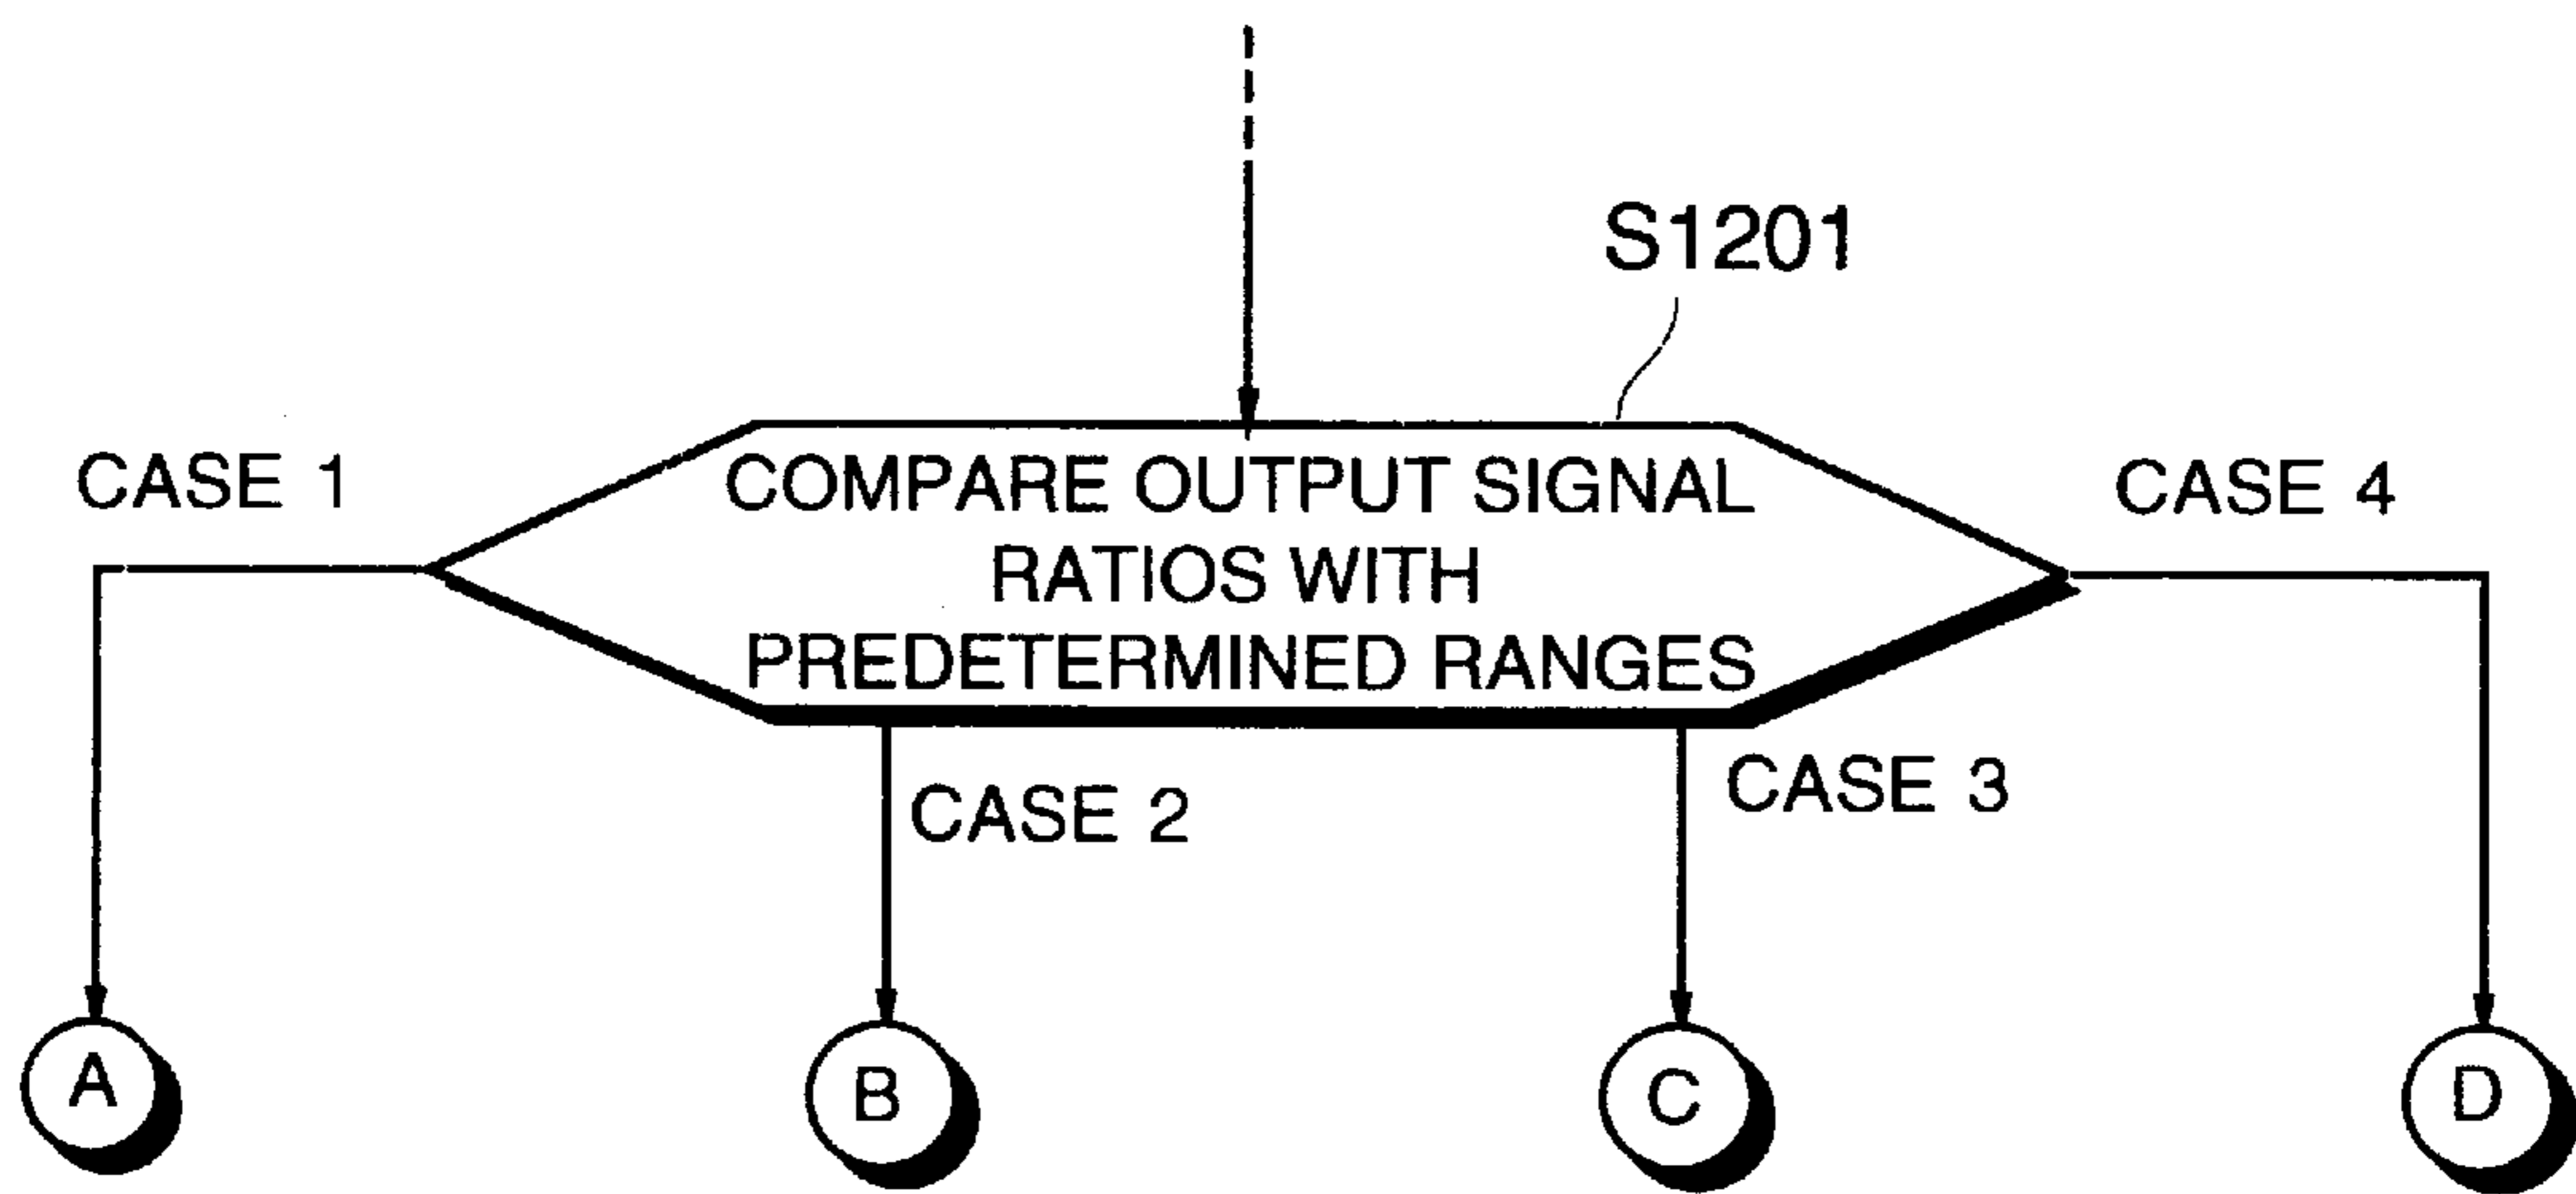 S1201
CASE 1
COMPARE OUTPUT SIGNAL
RATIOS WITH
PREDETERMINED RANGES
CASE 4
CASE 2
CASE 3
A
B
C
D